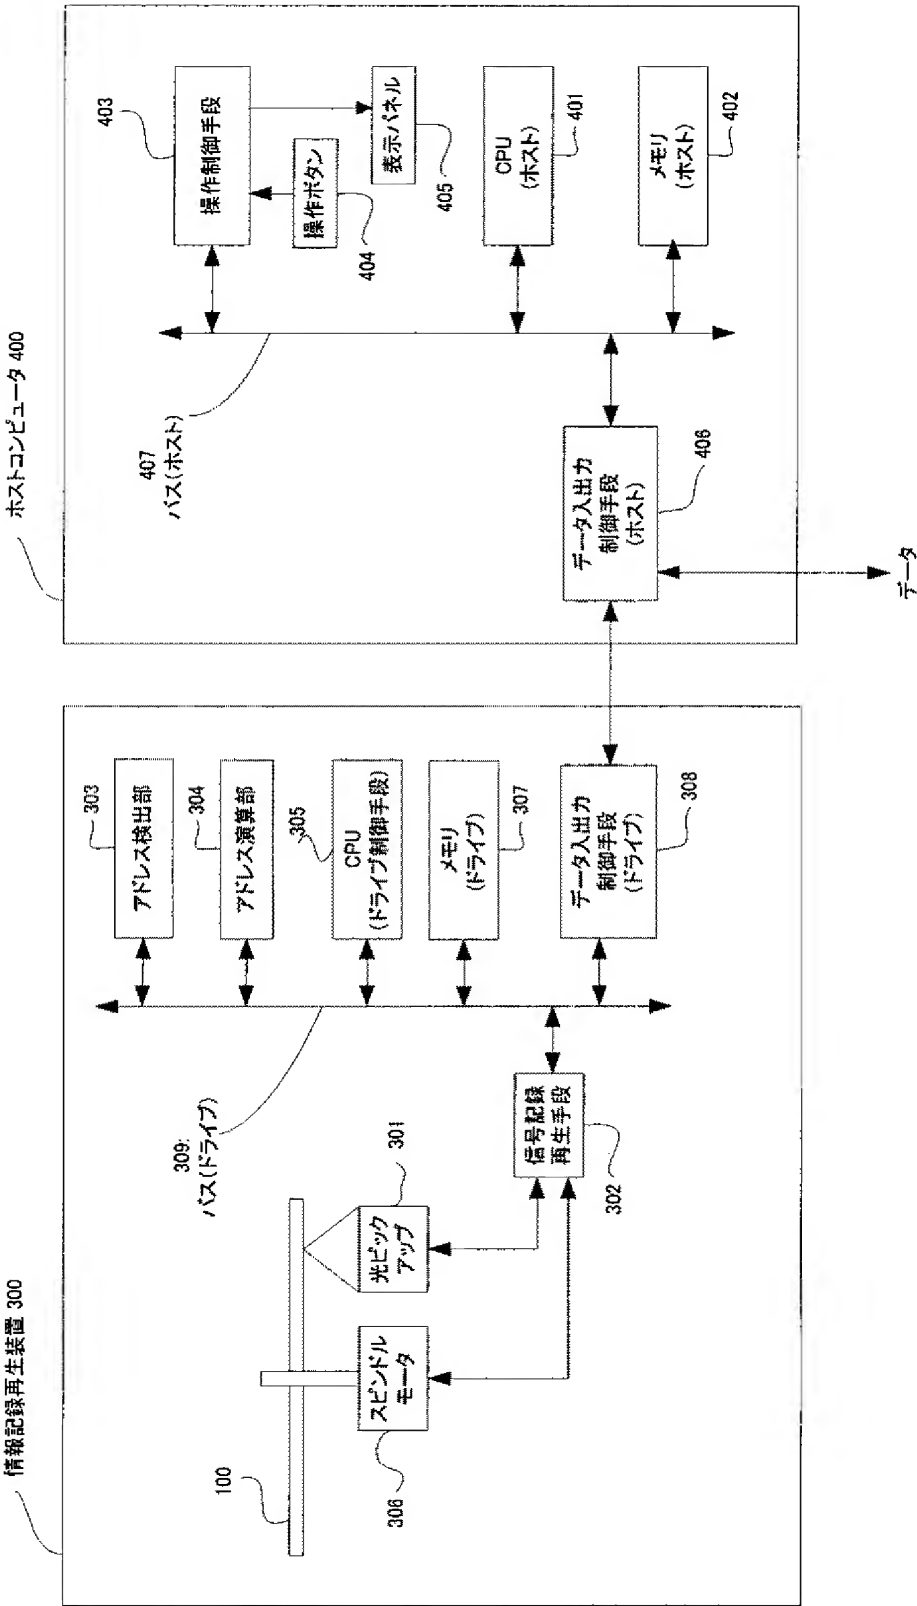 情報記録再生装置 300
100
スピンドル
モータ
306
光ピック
アップ
301
信号記録
再生手段
302
309:
バス(ドライブ)
アドレス検出部
303
アドレス演算部
304
CPU
(ドライブ制御手段)
305
メモリ
(ドライブ)
307
データ入出力
制御手段
(ドライブ)
308
ホストコンピュータ 400
407
バス(ホスト)
操作制御手段
403
操作ボタン
404
表示パネル
405
CPU
(ホスト)
401
メモリ
(ホスト)
402
データ入出力
制御手段
(ホスト)
406
データ